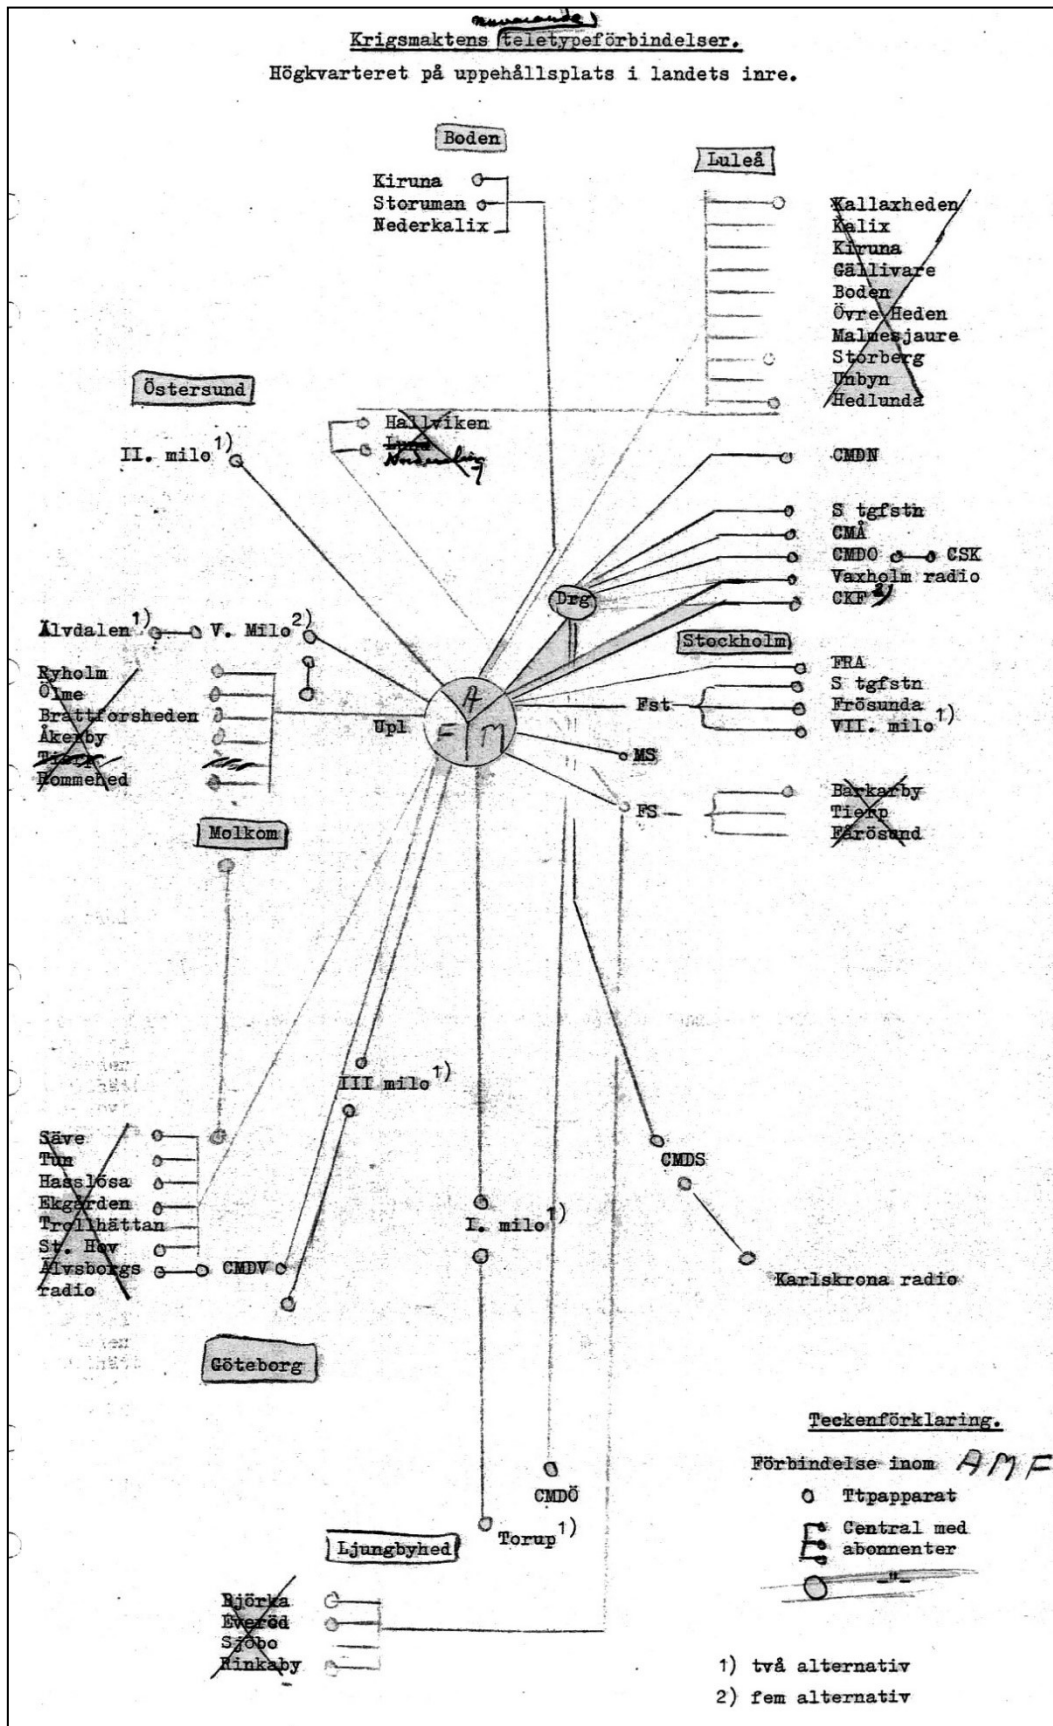 nuvarande
Krigsmaktens teletypeförbindelser.
Högkvarteret på uppehållsplats i landets inre.
Boden
Kiruna
Storuman
Nederkalix
Luleå
Kallaxheden
Kalix
Kiruna
Gällivare
Boden
Övre Heden
Malmesjaure
Storberg
Unbyn
Hedlunda
Östersund
II. milo 1)
Hallviken
Lund
CMDN
S tgfstn
CMÅ
CMDO CSK
Vaxholm radio
CKF 2)
Drg
Stockholm
Älvdalen 1) V. Milo 2)
Ryholm
Ölme
Brattforsheden
Åkerby
Tierp
Rommehed
Upl
A
F M
FRA
Fst
S tgfstn
Frösunda
VII. milo 1)
MS
FS
Barkarby
Tierp
Fårösund
Molkom
III milo 1)
Säve
Tun
Hasslösa
Ekgården
Trollhättan
St. Hov
Älvsborgs
radio
CMDV
Göteborg
I. milo 1)
CMDS
Karlskrona radio
CMDÖ
Torup 1)
Ljungbyhed
Björka
Everöd
Sjöbo
Rinkaby
Teckenförklaring.
Förbindelse inom AMF
Ttpapparat
Central med
abonnenter
-"-
1) två alternativ
2) fem alternativ